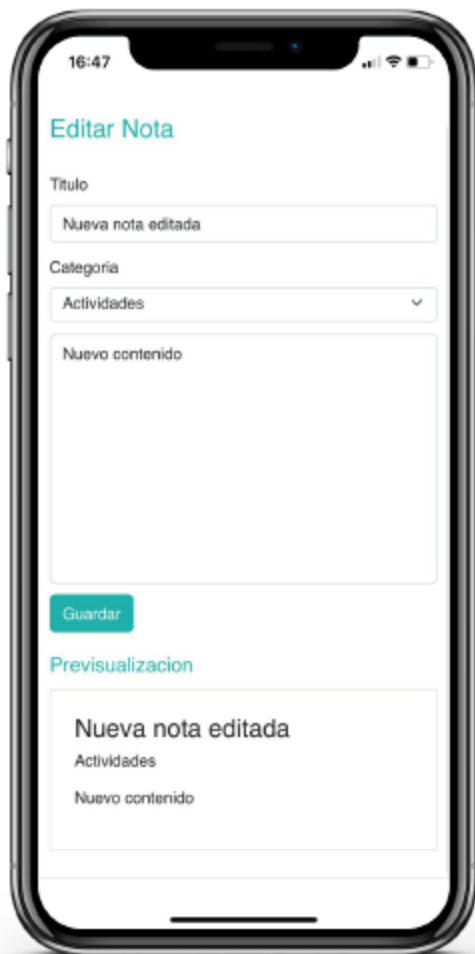 16:47
Editar Nota
Titulo
Nueva nota editada
Categoria
Actividades
Nuevo contenido
Guardar
Previsualizacion
Nueva nota editada
Actividades
Nuevo contenido